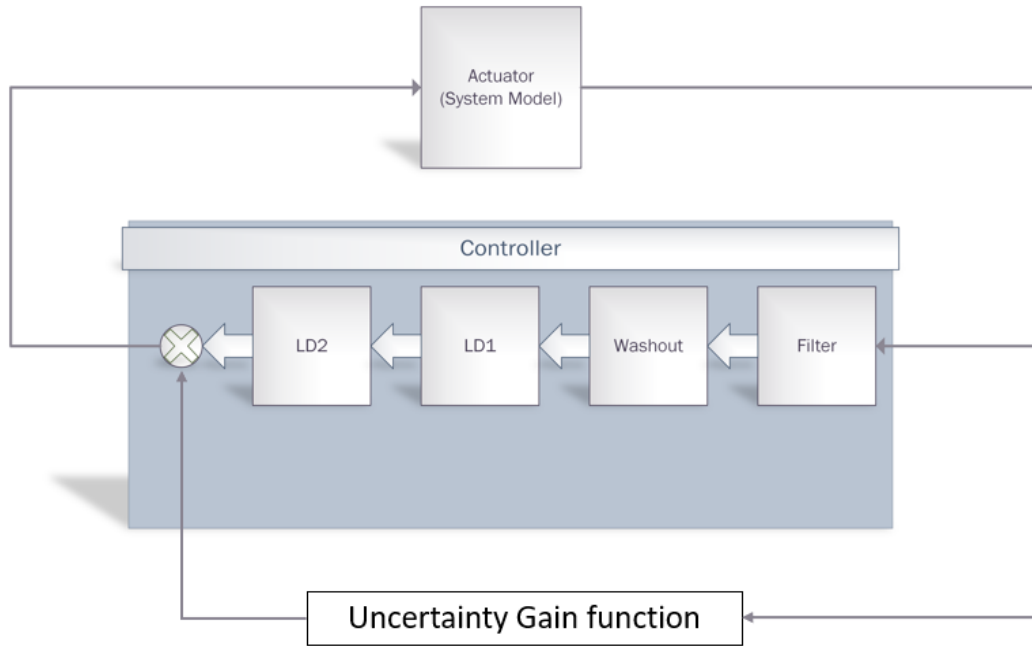 Actuator
(System Model)
Controller
LD2
LD1
Washout
Filter
Uncertainty Gain function